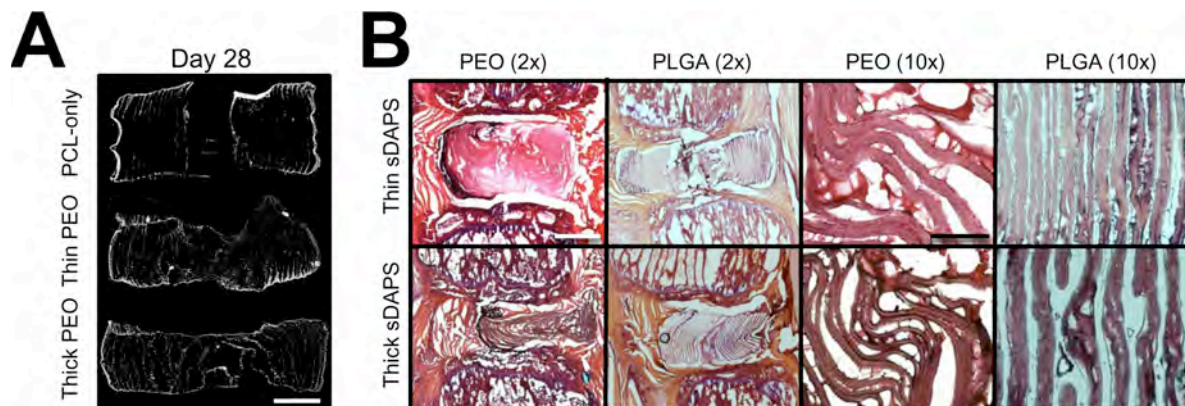 A
Day 28
PCL-only
Thin PEO
Thick PEO
B
PEO (2x)
PLGA (2x)
PEO (10x)
PLGA (10x)
Thin sDAPS
Thick sDAPS